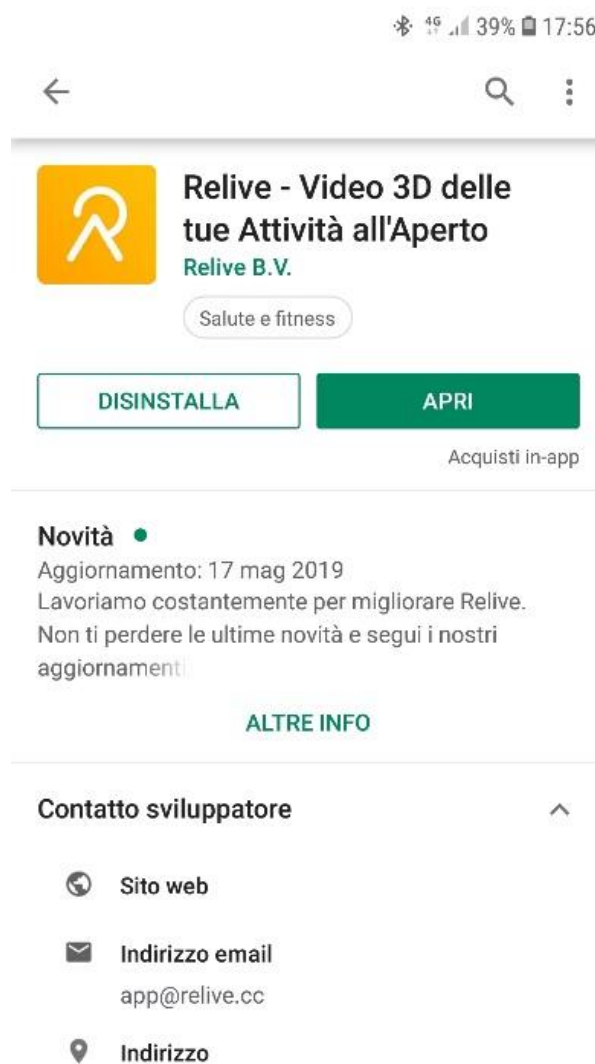 4G 39% 17:56
Relive - Video 3D delle
tue Attività all'Aperto
Relive B.V.
Salute e fitness
DISINSTALLA APRI
Acquisti in-app
Novità
Aggiornamento: 17 mag 2019
Lavoriamo costantemente per migliorare Relive.
Non ti perdere le ultime novità e segui i nostri
aggiornamenti
ALTRE INFO
Contatto sviluppatore
Sito web
Indirizzo email
app@relive.cc
Indirizzo